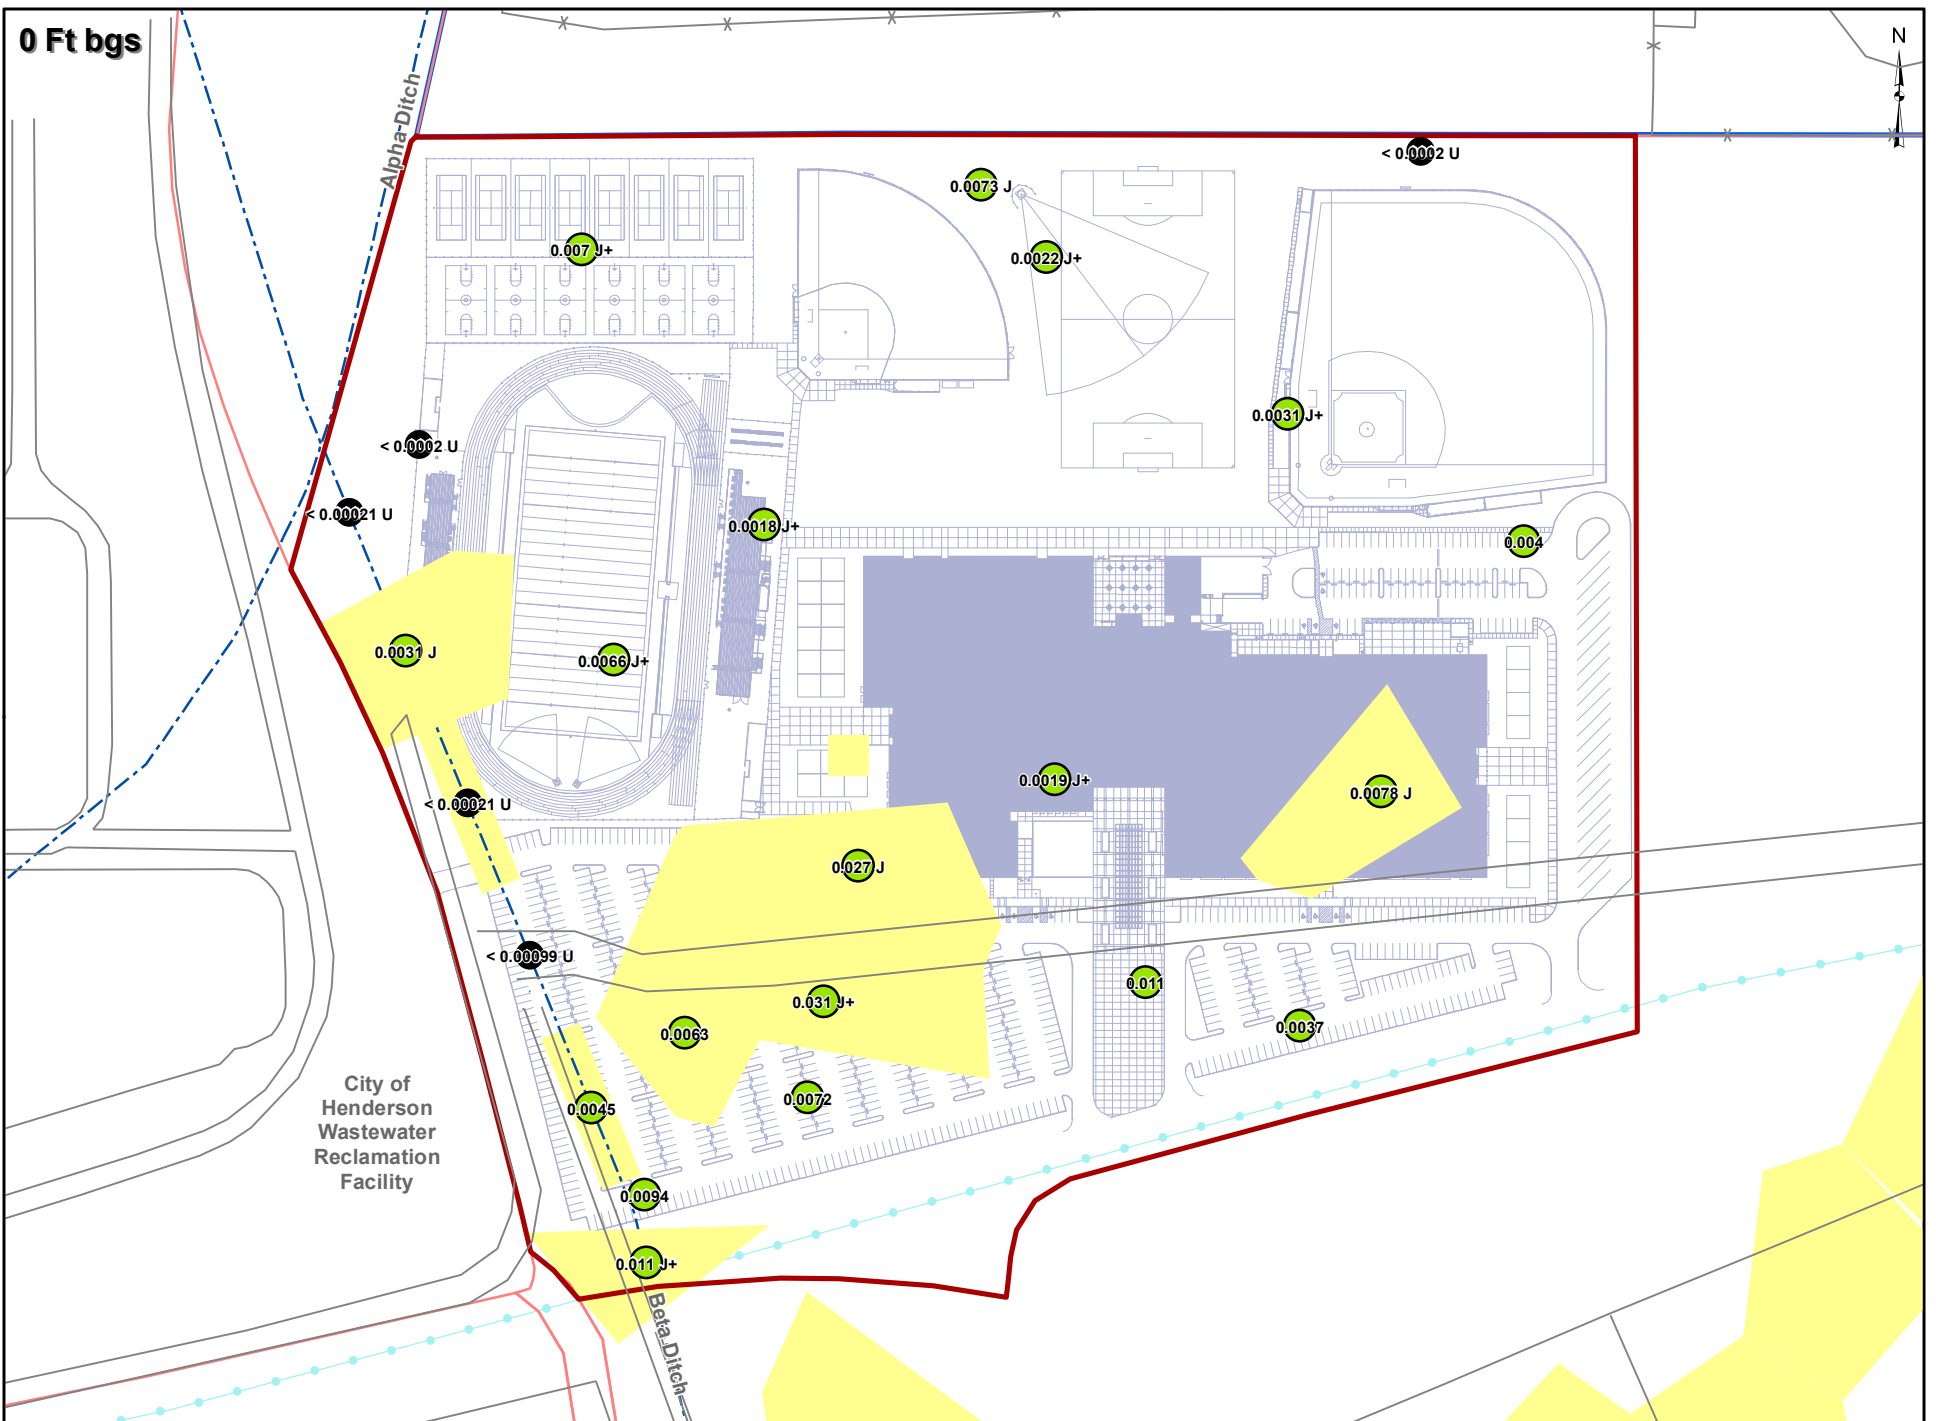 0 Ft bgs
N
Alpha Ditch
< 0.0002 U
0.0073 J
0.007 J+
0.0022 J+
0.0031 J+
< 0.0002 U
< 0.00021 U
0.0018 J+
0.004
0.0031 J
0.0066 J+
0.0019 J+
0.0078 J
< 0.00021 U
0.027 J
< 0.00099 U
0.011
0.031 J+
0.0037
0.0063
0.0072
0.0045
City of
Henderson
Wastewater
Reclamation
Facility
0.0094
0.011 J+
Beta Ditch